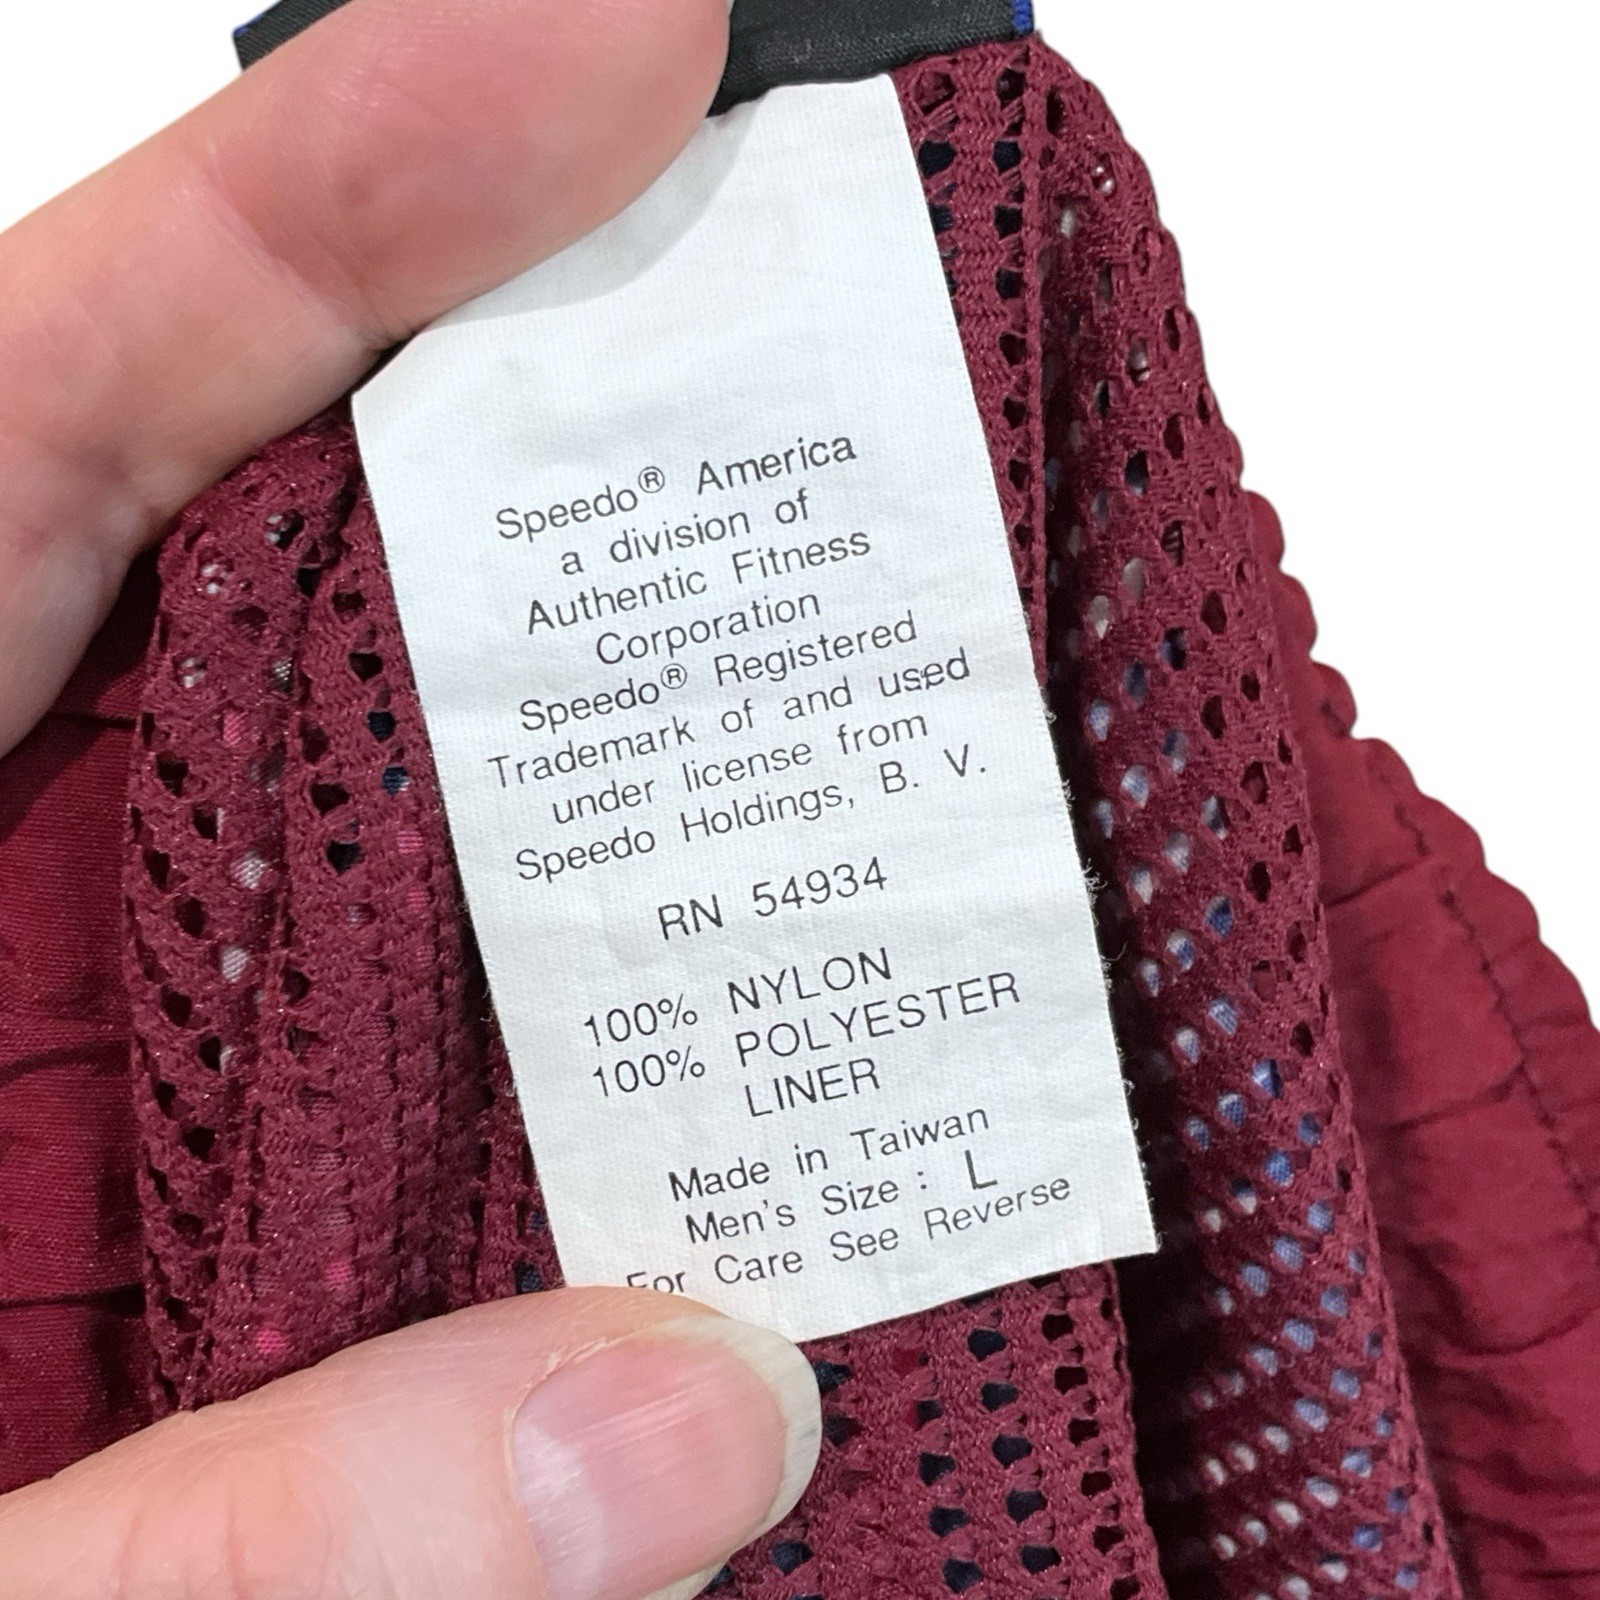 Speedo® America
a division of
Authentic Fitness
Corporation
Speedo® Registered
Trademark of and used
under license from
Speedo Holdings, B. V.
RN 54934
100% NYLON
100% POLYESTER
LINER
Made in Taiwan
Men's Size : L
For Care See Reverse